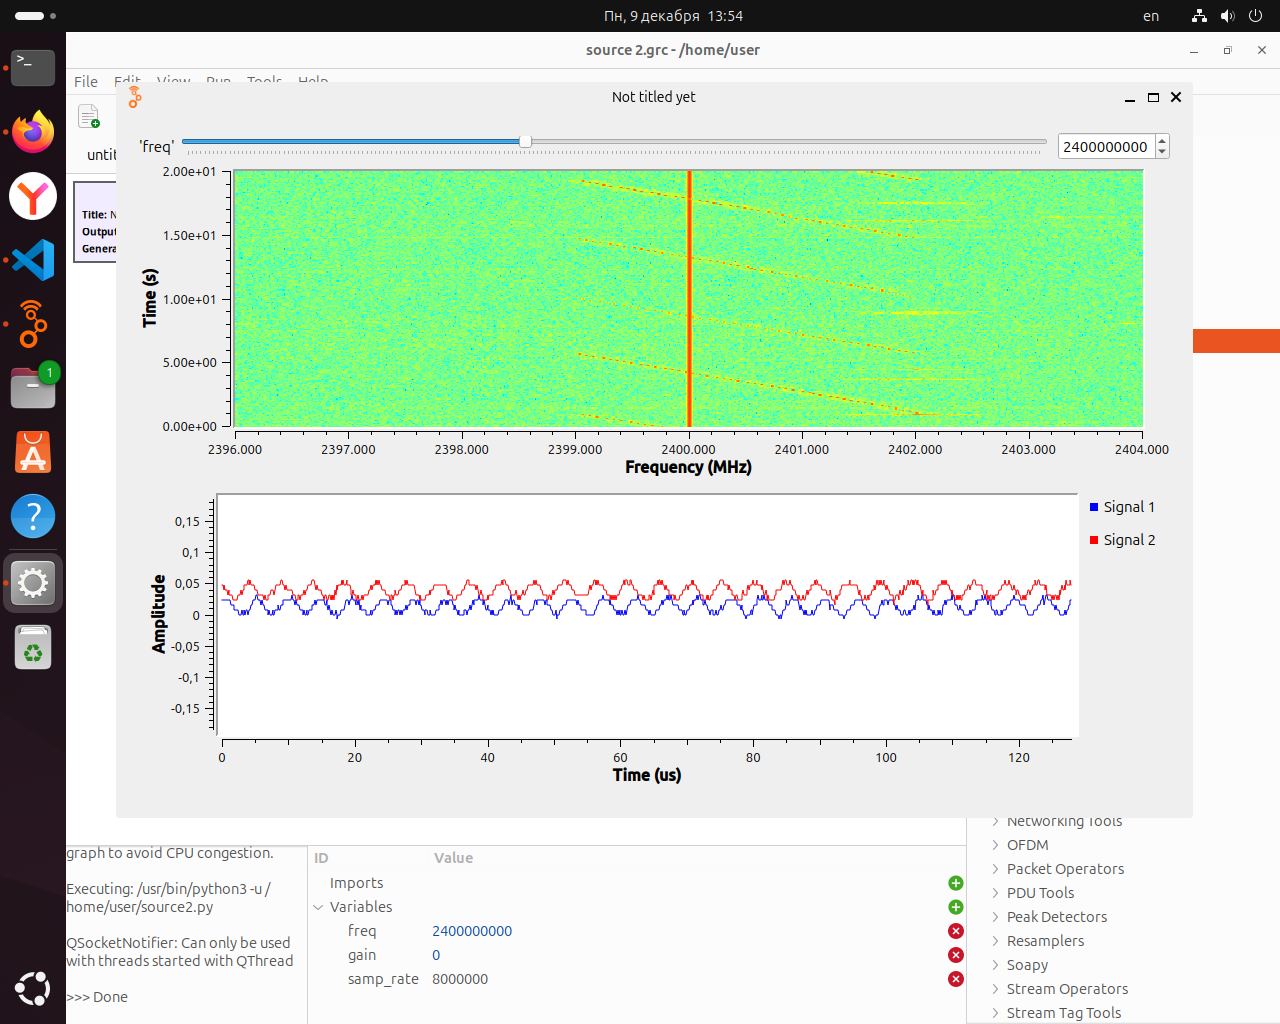 Пн, 9 декабря 13:54
en
source 2.grc - /home/user
File Edit View Run Tools Help
Not titled yet
'freq'
2400000000
Title: N
Output
Genera
2.00e+01
1.50e+01
1.00e+01
5.00e+00
0.00e+00
Time (s)
2396.000 2397.000 2398.000 2399.000 2400.000 2401.000 2402.000 2403.000 2404.000
Frequency (MHz)
Signal 1
Signal 2
0,15
0,1
0,05
0
-0,05
-0,1
-0,15
Amplitude
0 20 40 60 80 100 120
Time (us)
1
graph to avoid CPU congestion.
Executing: /usr/bin/python3 -u /
home/user/source2.py
QSocketNotifier: Can only be used
with threads started with QThread
>>> Done
ID Value
Imports
Variables
freq 2400000000
gain 0
samp_rate 8000000
Networking Tools
OFDM
Packet Operators
PDU Tools
Peak Detectors
Resamplers
Soapy
Stream Operators
Stream Tag Tools